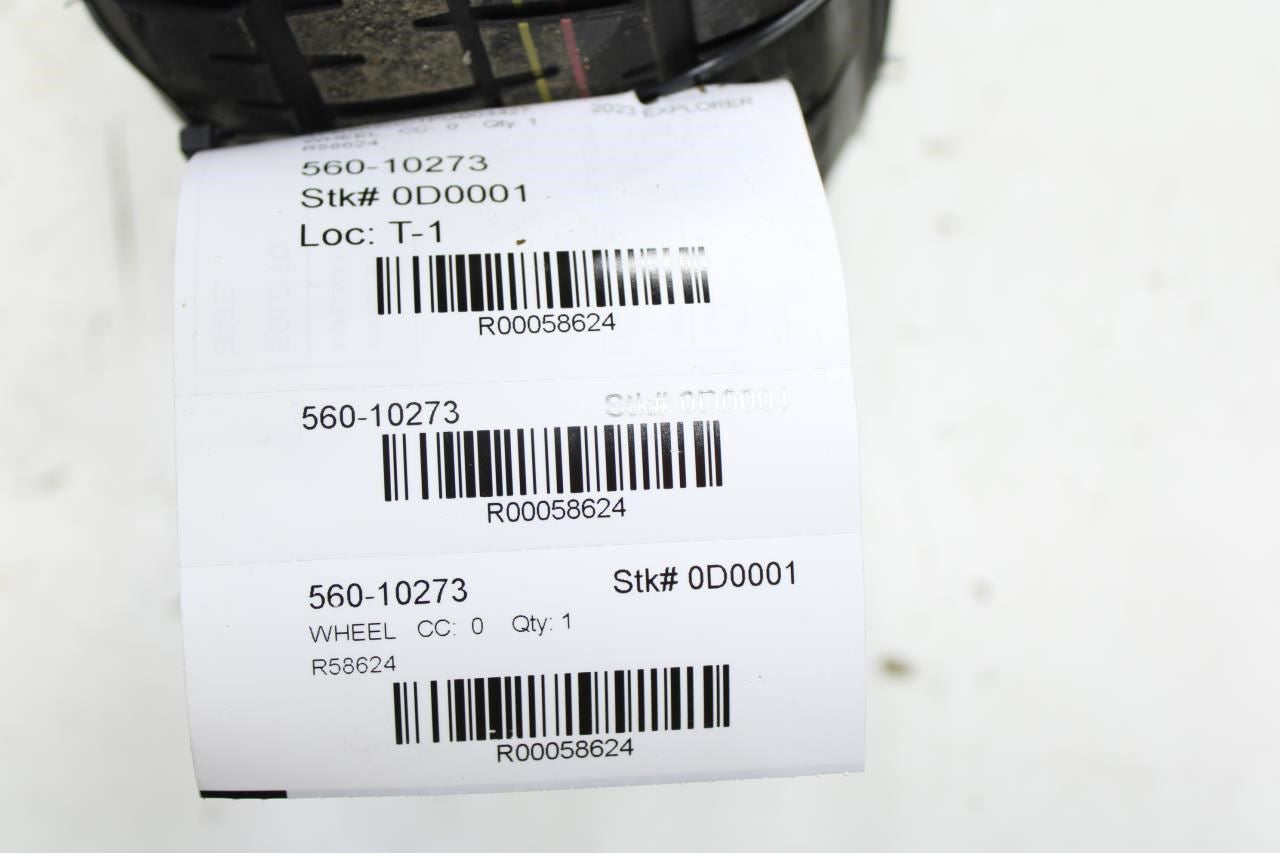 2023 EXPLORER
WHEEL CC: 0 Qty: 1
R58624
560-10273
Stk# 0D0001
Loc: T-1
R00058624
560-10273 Stk# 0D0001
R00058624
560-10273 Stk# 0D0001
WHEEL CC: 0 Qty: 1
R58624
R00058624